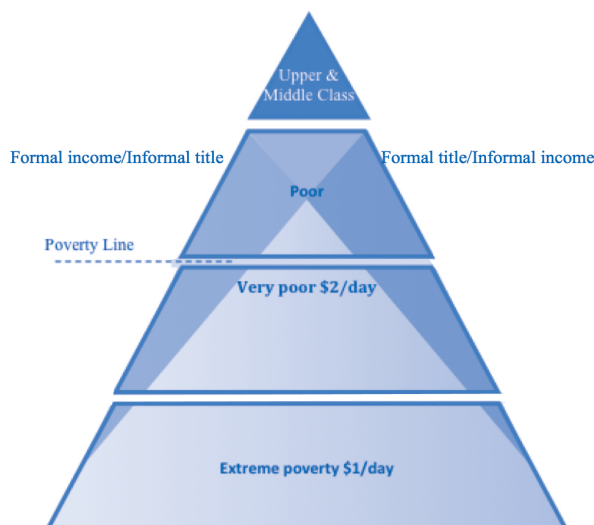 Upper &
Middle Class
Formal income/Informal title
Formal title/Informal income
Poor
Poverty Line
Very poor $2/day
Extreme poverty $1/day